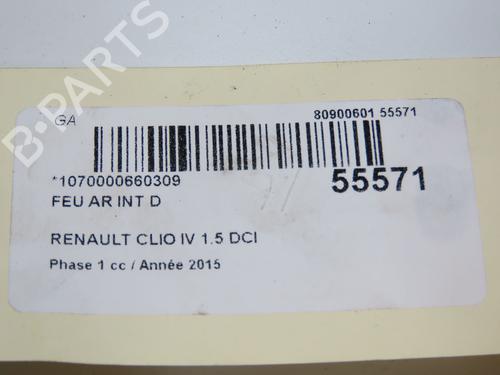 GA
80900601 55571
*1070000660309
55571
FEU AR INT D
RENAULT CLIO IV 1.5 DCI
Phase 1 cc / Année 2015
B-PARTS